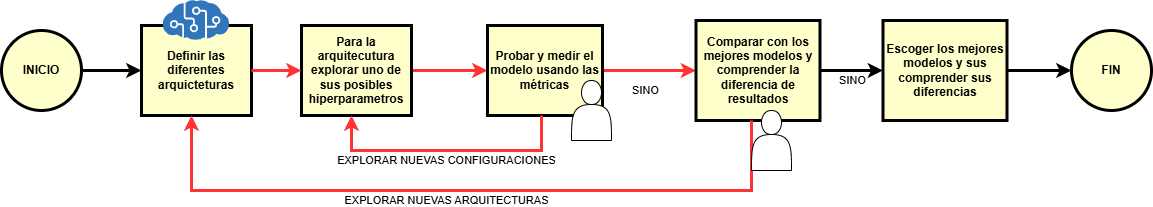 INICIO
Definir las
diferentes
arquicteturas
Para la
arquitecutura
explorar uno de
sus posibles
hiperparametros
Probar y medir el
modelo usando las
métricas
SINO
Comparar con los
mejores modelos y
comprender la
diferencia de
resultados
SINO
Escoger los mejores
modelos y sus
comprender sus
diferencias
FIN
EXPLORAR NUEVAS CONFIGURACIONES
EXPLORAR NUEVAS ARQUITECTURAS